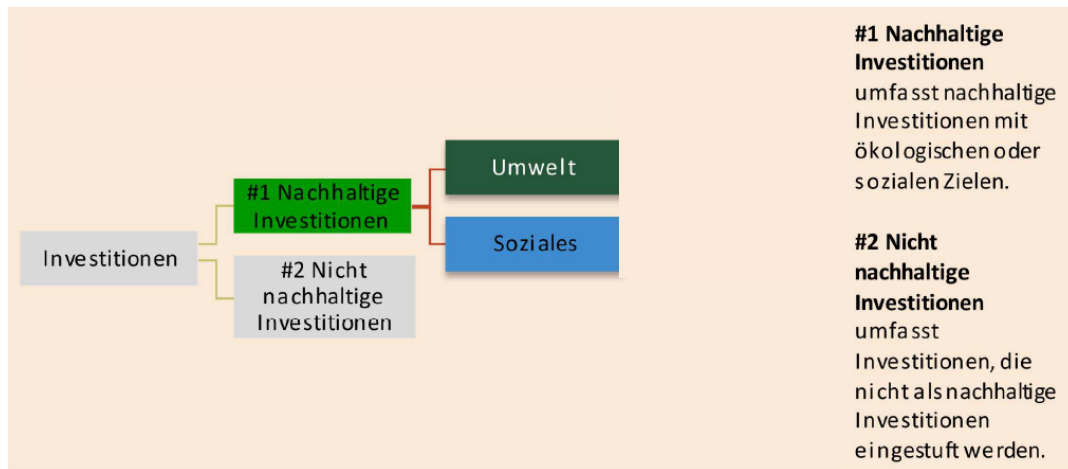 Investitionen
#1 Nachhaltige
Investitionen
#2 Nicht
nachhaltige
Investitionen
Umwelt
Soziales
#1 Nachhaltige
Investitionen
umfasst nachhaltige
Investitionen mit
ökologischen oder
sozialen Zielen.
#2 Nicht
nachhaltige
Investitionen
umfasst
Investitionen, die
nicht als nachhaltige
Investitionen
eingestuft werden.